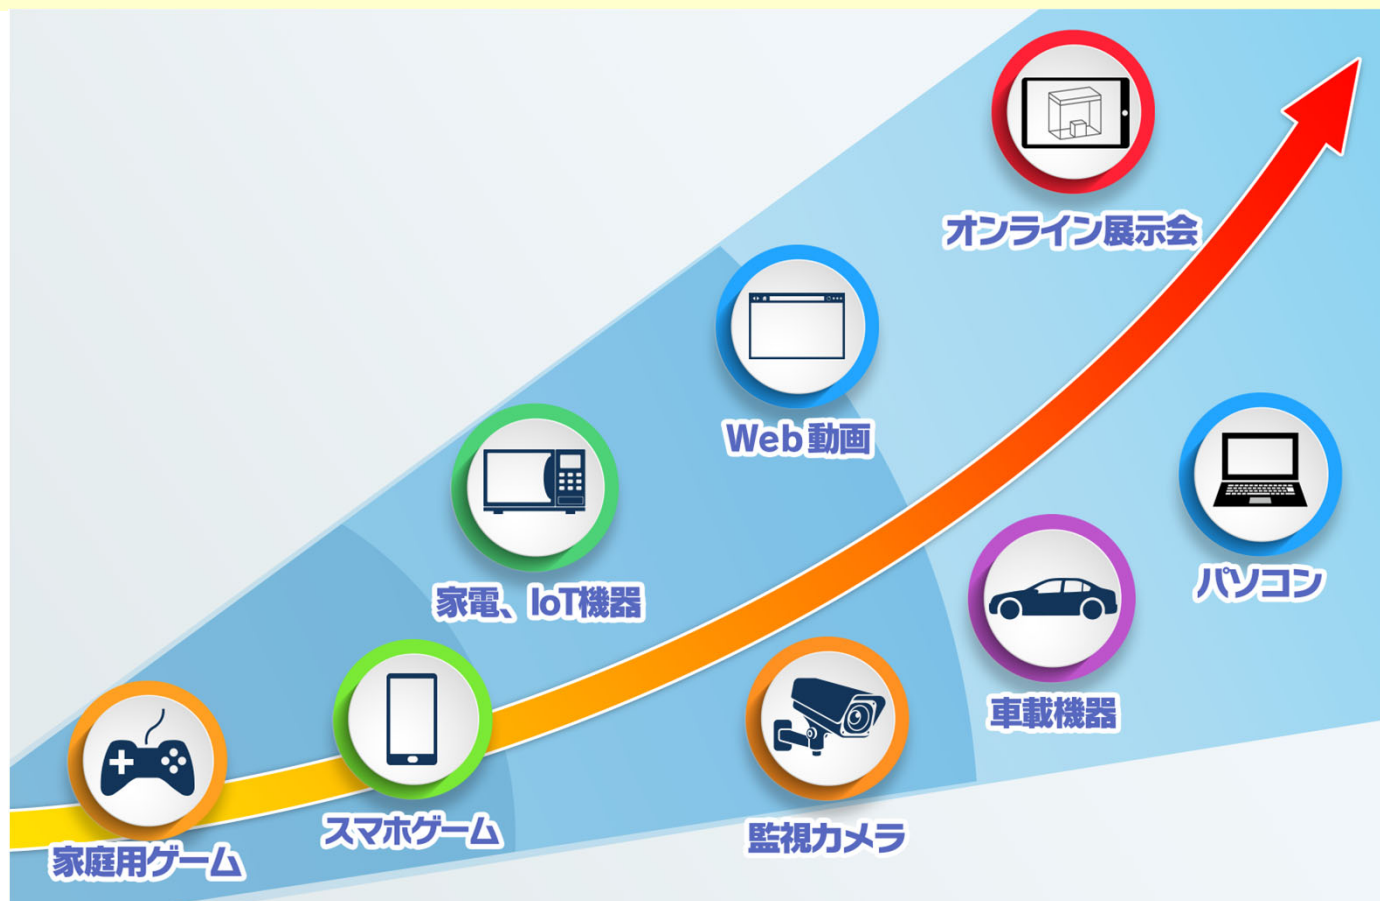 オンライン展示会
Web動画
家電、IoT機器
パソコン
車載機器
スマホゲーム
監視カメラ
家庭用ゲーム